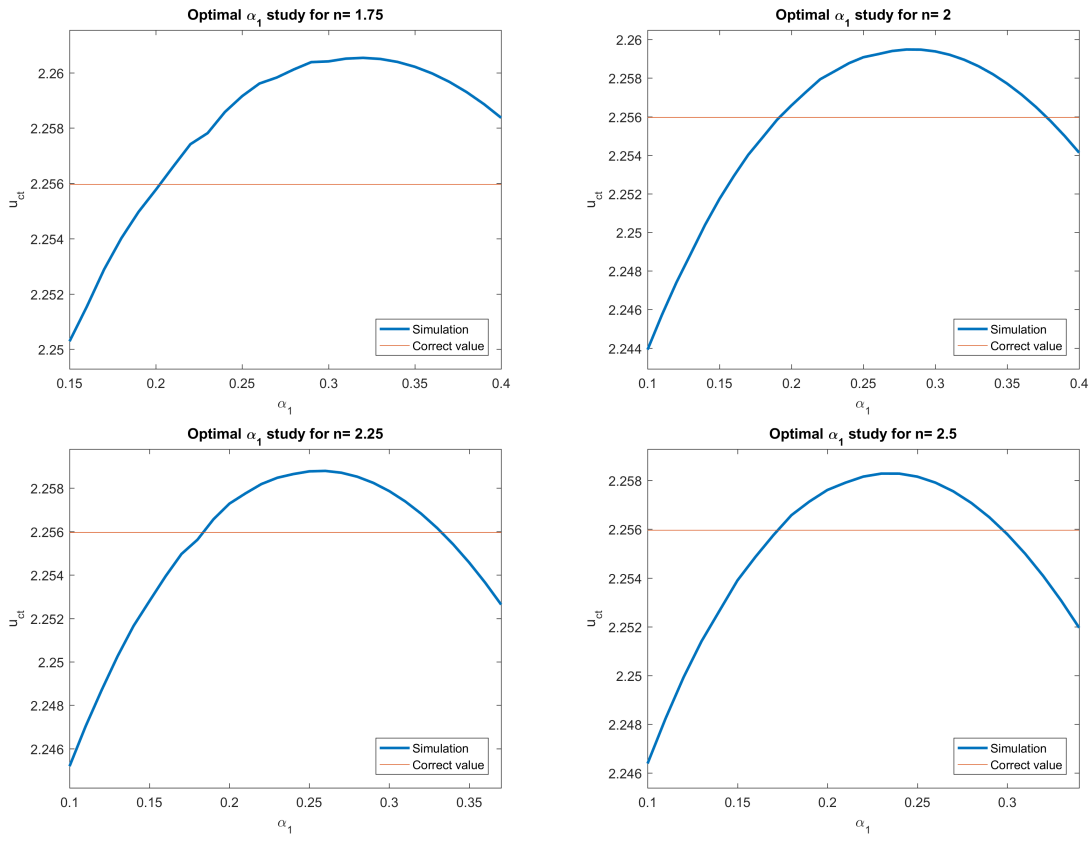 Optimal α1 study for n= 1.75
2.26
2.258
2.256
2.254
2.252
2.25
uct
0.15 0.2 0.25 0.3 0.35 0.4
α1
Simulation
Correct value
Optimal α1 study for n= 2
2.26
2.258
2.256
2.254
2.252
2.25
2.248
2.246
2.244
uct
0.1 0.15 0.2 0.25 0.3 0.35 0.4
α1
Simulation
Correct value
Optimal α1 study for n= 2.25
2.258
2.256
2.254
2.252
2.25
2.248
2.246
uct
0.1 0.15 0.2 0.25 0.3 0.35
α1
Simulation
Correct value
Optimal α1 study for n= 2.5
2.258
2.256
2.254
2.252
2.25
2.248
2.246
uct
0.1 0.15 0.2 0.25 0.3
α1
Simulation
Correct value